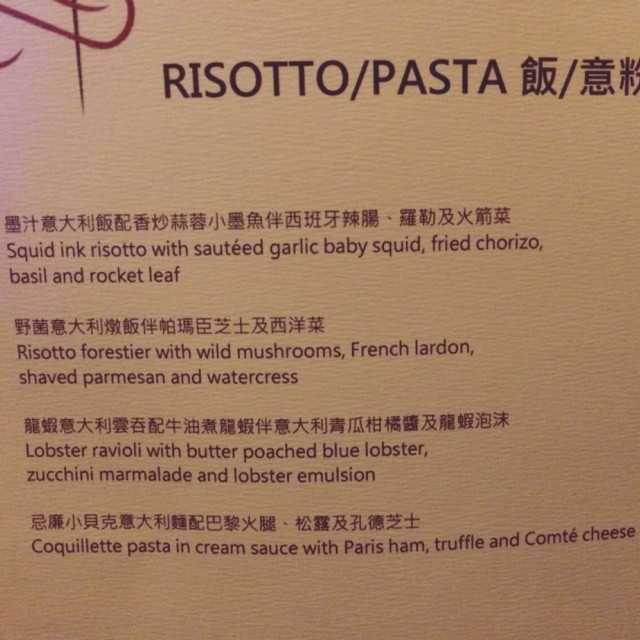 RISOTTO/PASTA 飯/意粉
墨汁意大利飯配香炒蒜蓉小墨魚伴西班牙辣腸、羅勒及火箭菜
Squid ink risotto with sautéed garlic baby squid, fried chorizo,
basil and rocket leaf
野菌意大利燉飯伴帕瑪臣芝士及西洋菜
Risotto forestier with wild mushrooms, French lardon,
shaved parmesan and watercress
龍蝦意大利雲吞配牛油煮龍蝦伴意大利青瓜柑橘醬及龍蝦泡沫
Lobster ravioli with butter poached blue lobster,
zucchini marmalade and lobster emulsion
忌廉小貝克意大利麵配巴黎火腿、松露及孔德芝士
Coquillette pasta in cream sauce with Paris ham, truffle and Comté cheese